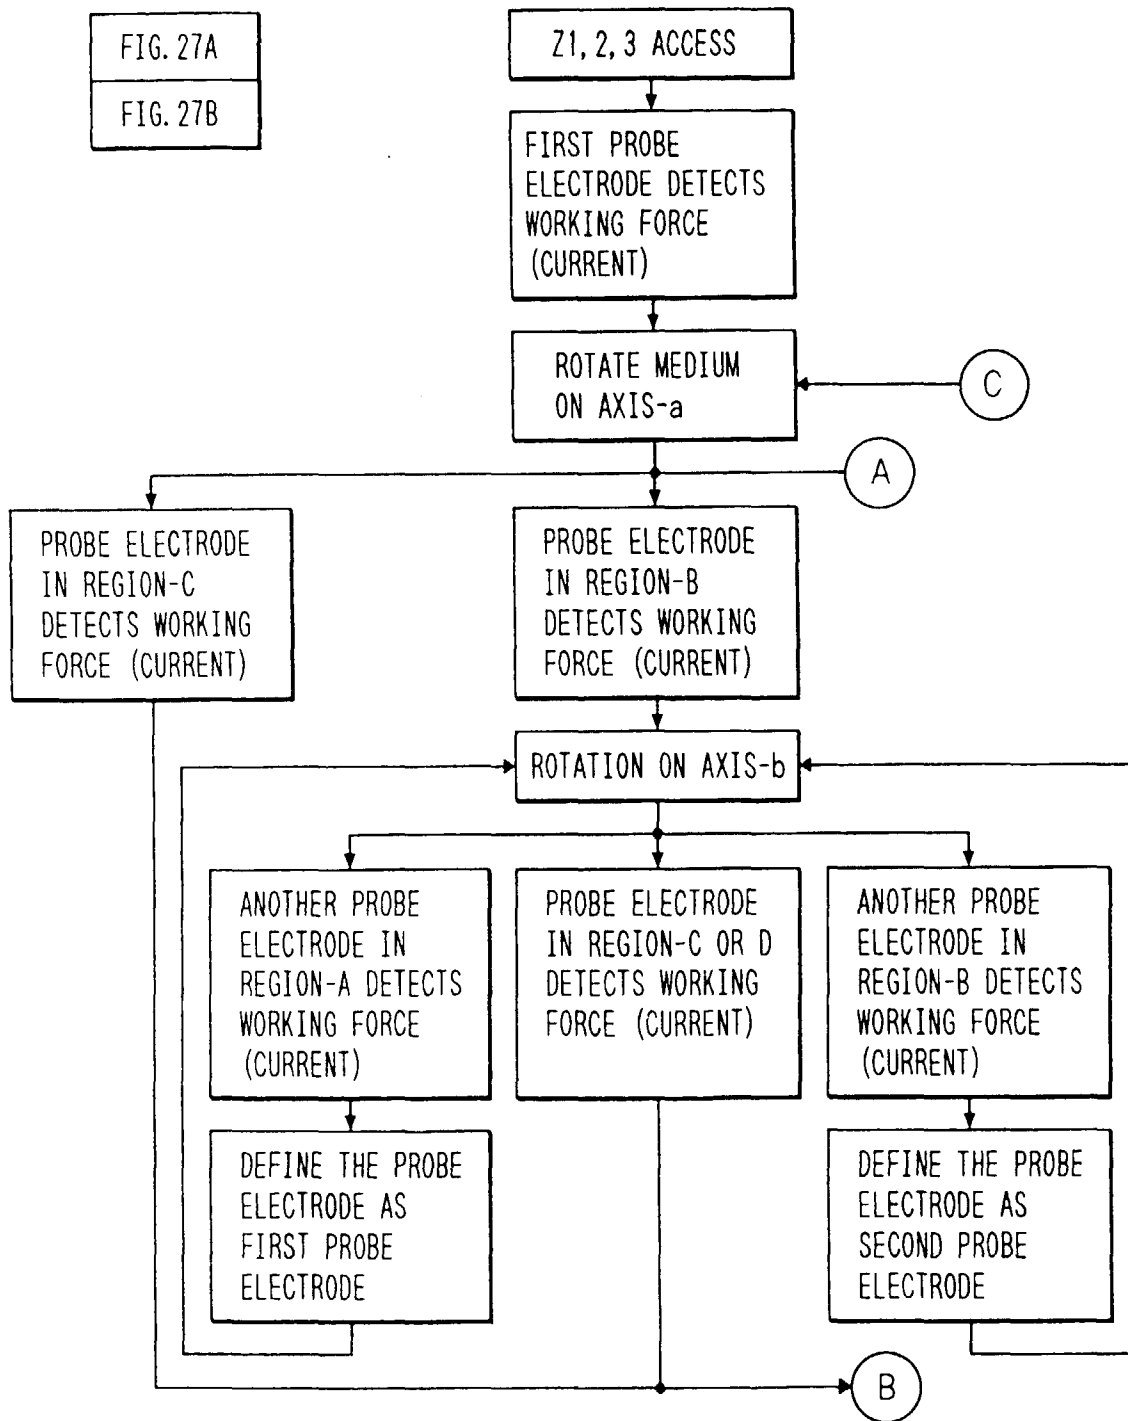 FIG. 27A
FIG. 27B
Z1, 2, 3 ACCESS
FIRST PROBE
ELECTRODE DETECTS
WORKING FORCE
(CURRENT)
ROTATE MEDIUM
ON AXIS-a
C
A
PROBE ELECTRODE
IN REGION-C
DETECTS WORKING
FORCE (CURRENT)
PROBE ELECTRODE
IN REGION-B
DETECTS WORKING
FORCE (CURRENT)
ROTATION ON AXIS-b
ANOTHER PROBE
ELECTRODE IN
REGION-A DETECTS
WORKING FORCE
(CURRENT)
PROBE ELECTRODE
IN REGION-C OR D
DETECTS WORKING
FORCE (CURRENT)
ANOTHER PROBE
ELECTRODE IN
REGION-B DETECTS
WORKING FORCE
(CURRENT)
DEFINE THE PROBE
ELECTRODE AS
FIRST PROBE
ELECTRODE
DEFINE THE PROBE
ELECTRODE AS
SECOND PROBE
ELECTRODE
B